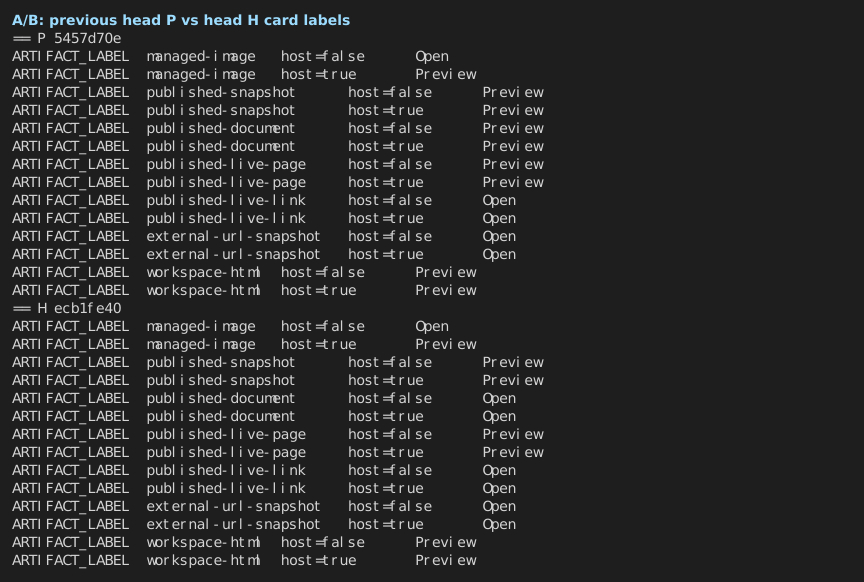 A/B: previous head P vs head H card labels
== P 5457d70e
ARTIFACT_LABEL managed-image host=false Open
ARTIFACT_LABEL managed-image host=true Preview
ARTIFACT_LABEL published-snapshot host=false Preview
ARTIFACT_LABEL published-snapshot host=true Preview
ARTIFACT_LABEL published-document host=false Preview
ARTIFACT_LABEL published-document host=true Preview
ARTIFACT_LABEL published-live-page host=false Preview
ARTIFACT_LABEL published-live-page host=true Preview
ARTIFACT_LABEL published-live-link host=false Open
ARTIFACT_LABEL published-live-link host=true Open
ARTIFACT_LABEL external-url-snapshot host=false Open
ARTIFACT_LABEL external-url-snapshot host=true Open
ARTIFACT_LABEL workspace-html host=false Preview
ARTIFACT_LABEL workspace-html host=true Preview
== H ecb1fe40
ARTIFACT_LABEL managed-image host=false Open
ARTIFACT_LABEL managed-image host=true Preview
ARTIFACT_LABEL published-snapshot host=false Preview
ARTIFACT_LABEL published-snapshot host=true Preview
ARTIFACT_LABEL published-document host=false Open
ARTIFACT_LABEL published-document host=true Open
ARTIFACT_LABEL published-live-page host=false Preview
ARTIFACT_LABEL published-live-page host=true Preview
ARTIFACT_LABEL published-live-link host=false Open
ARTIFACT_LABEL published-live-link host=true Open
ARTIFACT_LABEL external-url-snapshot host=false Open
ARTIFACT_LABEL external-url-snapshot host=true Open
ARTIFACT_LABEL workspace-html host=false Preview
ARTIFACT_LABEL workspace-html host=true Preview